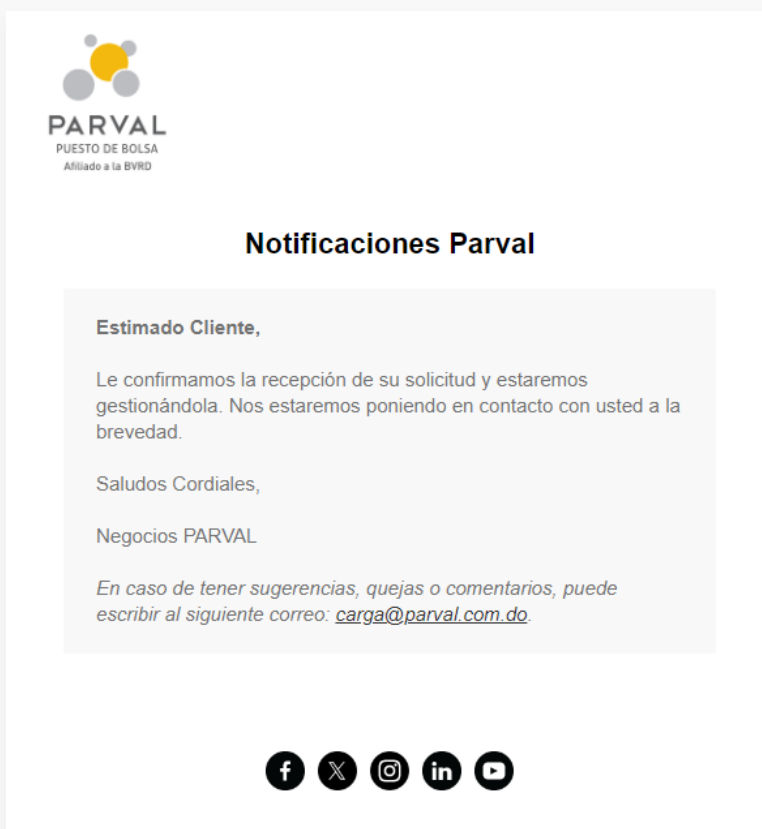 PARVAL
PUESTO DE BOLSA
Afiliado a la BVRD
Notificaciones Parval
Estimado Cliente,
Le confirmamos la recepción de su solicitud y estaremos
gestionándola. Nos estaremos poniendo en contacto con usted a la
brevedad.
Saludos Cordiales,
Negocios PARVAL
En caso de tener sugerencias, quejas o comentarios, puede
escribir al siguiente correo: carga@parval.com.do.